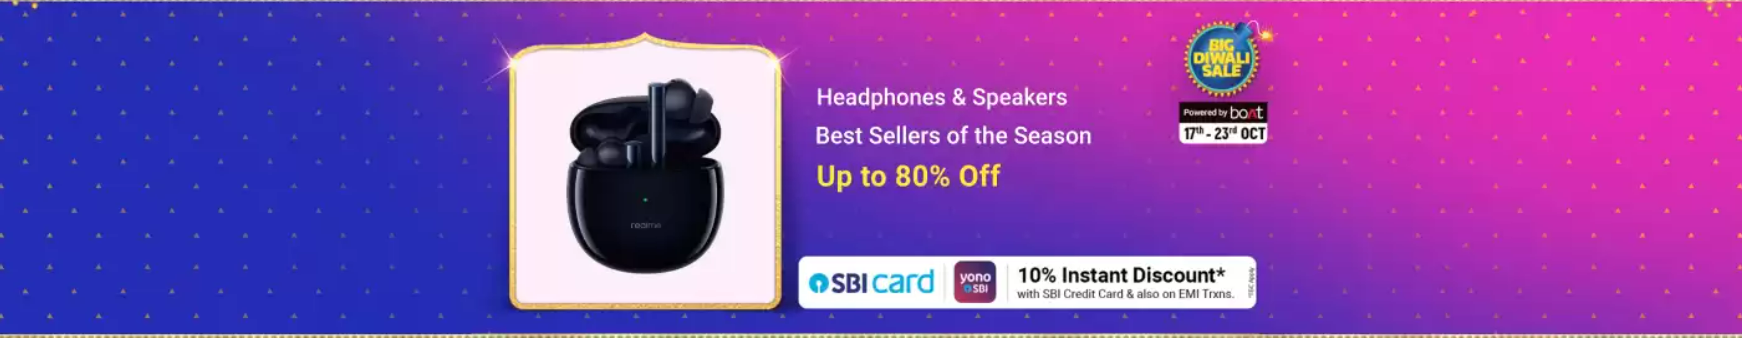 Headphones & Speakers
Best Sellers of the Season
Up to 80% Off
BIG
DIWALI
SALE
Powered by boAt
17th - 23rd OCT
realme
SBI card
yono
SBI
10% Instant Discount*
with SBI Credit Card & also on EMI Trxns.
*T&C Apply